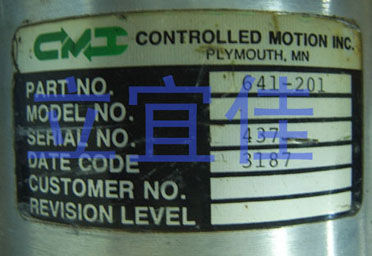 CMI CONTROLLED MOTION INC.
PLYMOUTH, MN
PART NO. 641-201
MODEL NO.
SERIAL NO. 437
DATE CODE 3187
CUSTOMER NO.
REVISION LEVEL
立宜佳